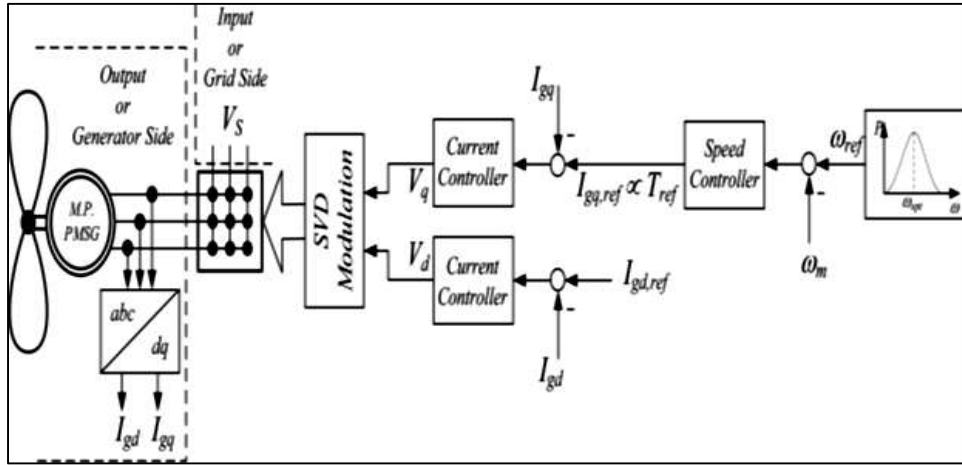 Input
or
Grid Side
V_S
Output
or
Generator Side
M.P.
PMSG
abc
dq
I_gd
I_gq
SVD
Modulation
V_q
V_d
Current
Controller
Current
Controller
I_gq
-
I_gq,ref ∝ T_ref
I_gd,ref
-
I_gd
Speed
Controller
ω_ref
-
ω_m
P
ω_opt
ω